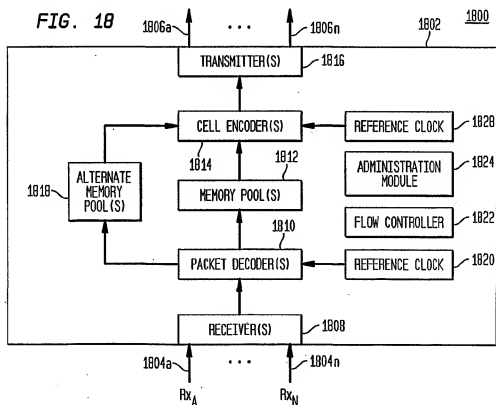 FIG. 18
1806a ··· 1806n
1802
1800
TRANSMITTER(S)
1816
CELL ENCODER(S)
1814
REFERENCE CLOCK
1828
1812
ADMINISTRATION
MODULE
1824
1818
ALTERNATE
MEMORY
POOL(S)
MEMORY POOL(S)
1810
FLOW CONTROLLER
1822
PACKET DECODER(S)
REFERENCE CLOCK
1820
RECEIVER(S)
1808
1804a ··· 1804n
RxA
RxN